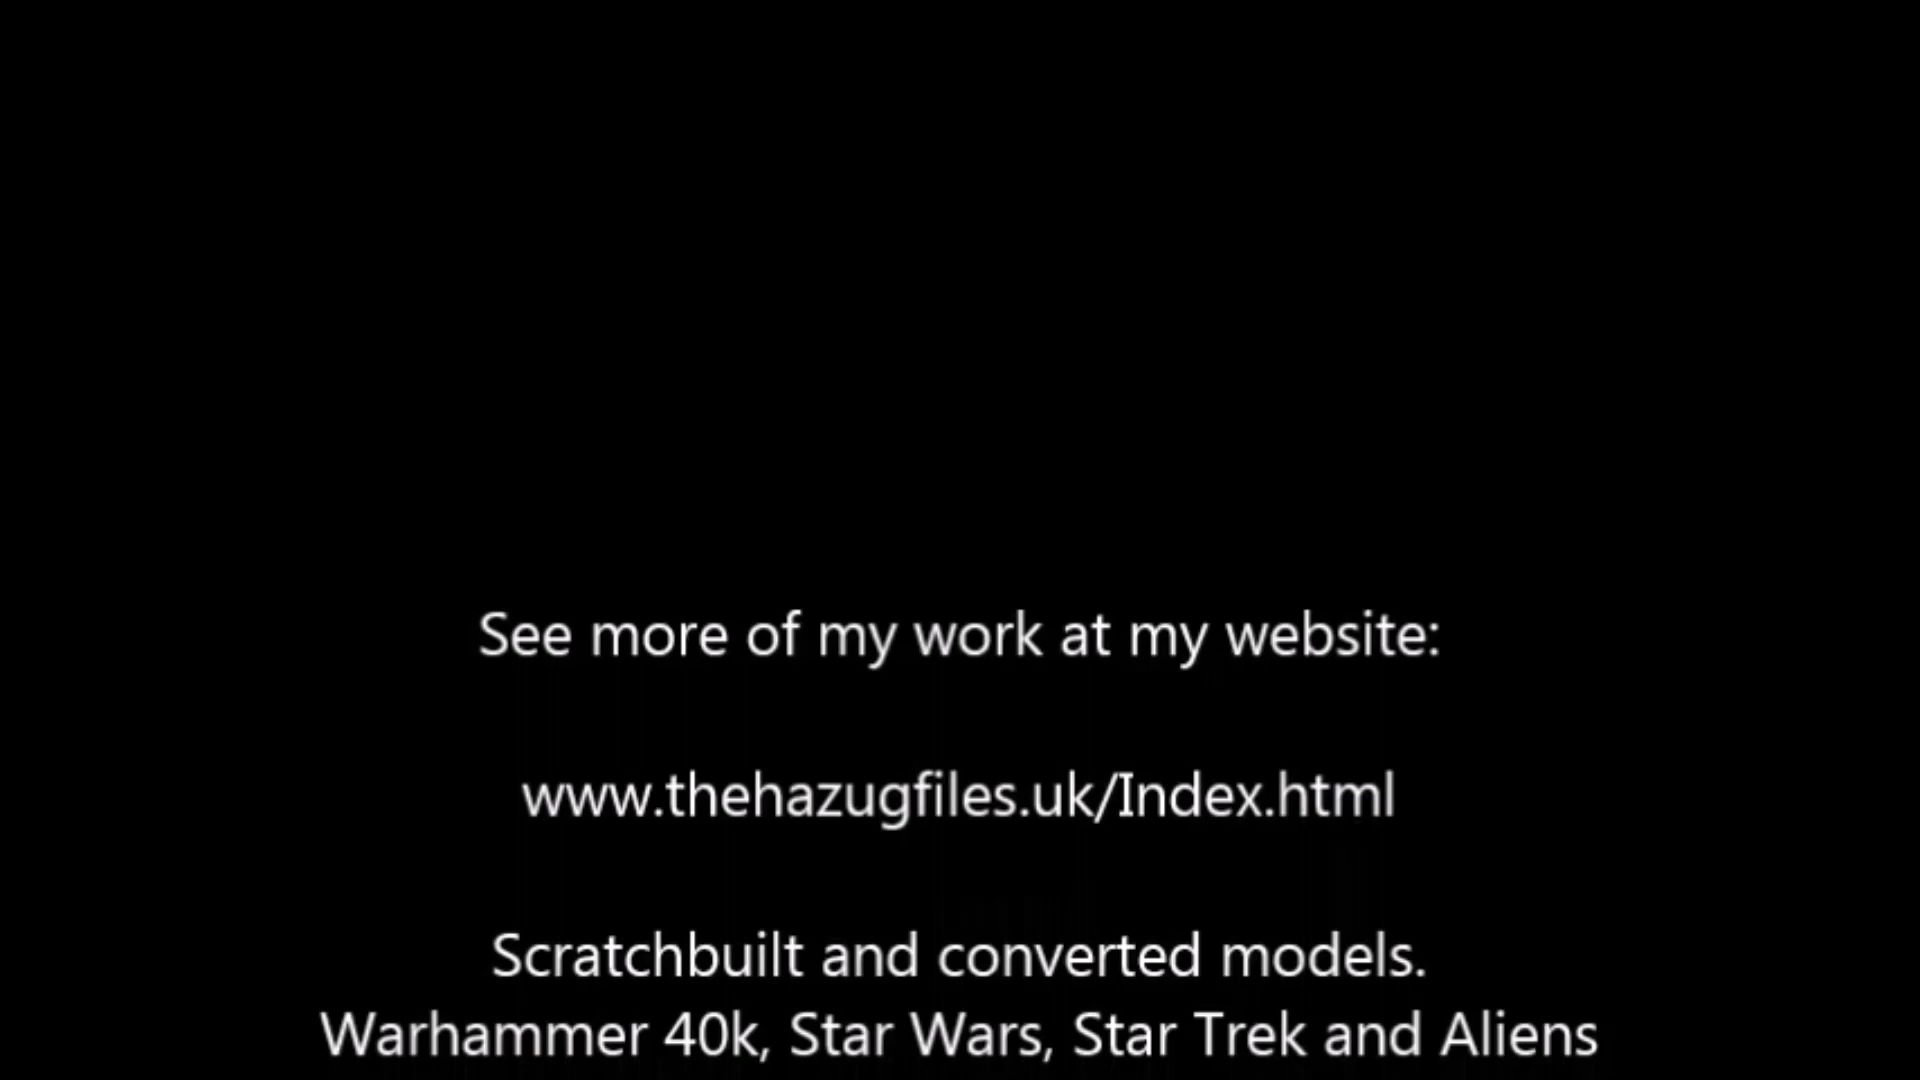 See more of my work at my website:
www.thehazugfiles.uk/Index.html
Scratchbuilt and converted models.
Warhammer 40k, Star Wars, Star Trek and Aliens